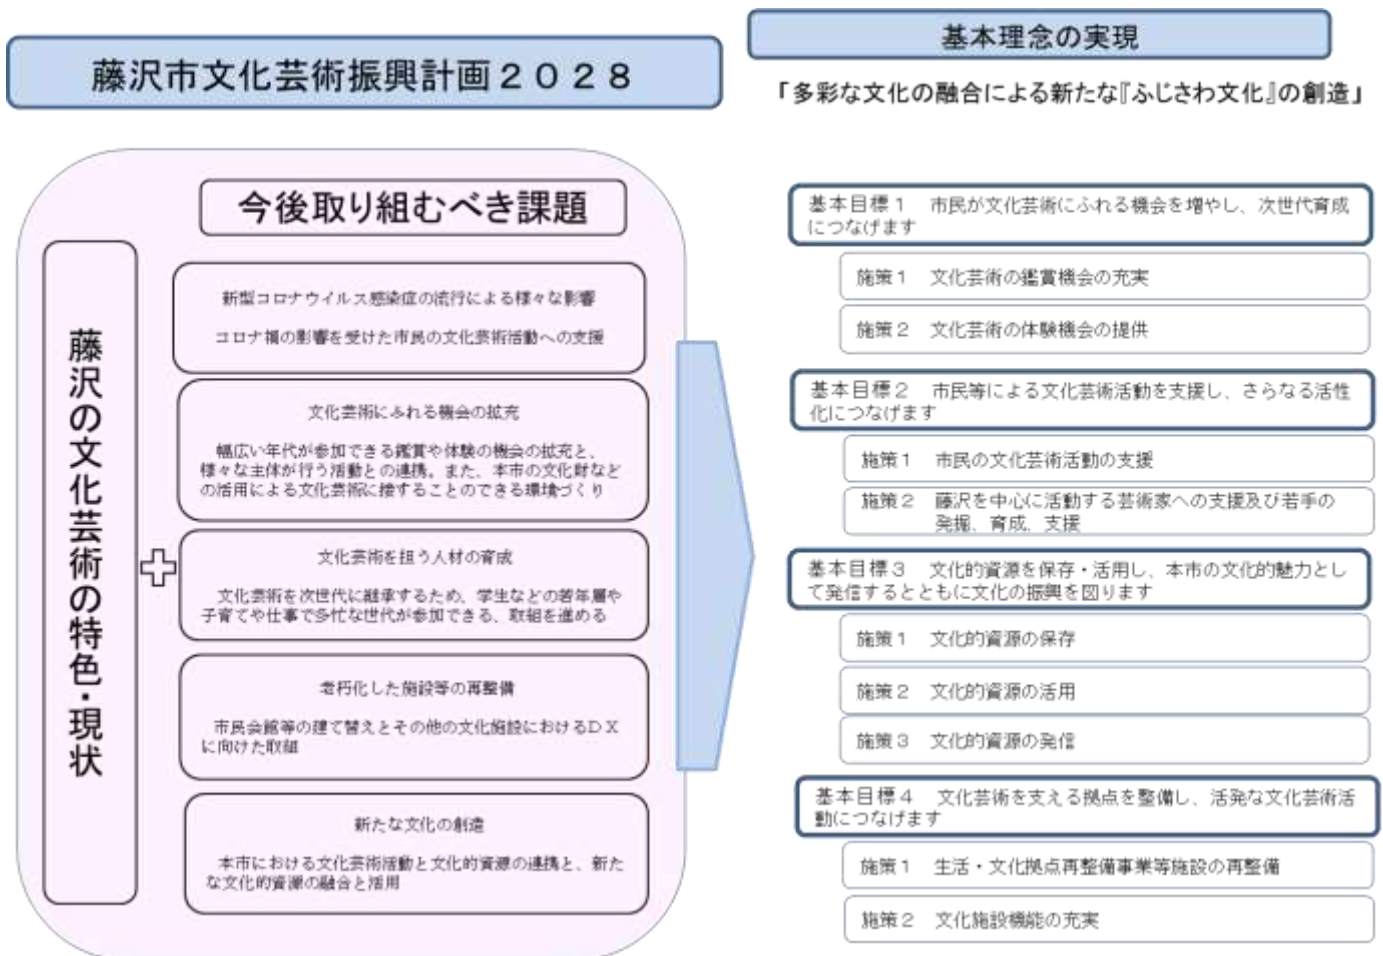 藤沢市文化芸術振興計画２０２８
今後取り組むべき課題
藤沢の文化芸術の特色・現状
新型コロナウイルス感染症の流行による様々な影響
コロナ禍の影響を受けた市民の文化芸術活動への支援
文化芸術にふれる機会の拡充
幅広い年代が参加できる鑑賞や体験の機会の拡充と、
様々な主体が行う活動との連携。また、本市の文化財など
の活用による文化芸術に接することのできる環境づくり
文化芸術を担う人材の育成
文化芸術を次世代に継承するため、学生などの若年層や
子育てや仕事で多忙な世代が参加できる、取組を進める
老朽化した施設等の再整備
市民会館等の建て替えとその他の文化施設におけるＤＸ
に向けた取組
新たな文化の創造
本市における文化芸術活動と文化的資源の連携と、新た
な文化的資源の融合と活用
基本理念の実現
「多彩な文化の融合による新たな『ふじさわ文化』の創造」
基本目標１　市民が文化芸術にふれる機会を増やし、次世代育成
につなげます
施策１　文化芸術の鑑賞機会の充実
施策２　文化芸術の体験機会の提供
基本目標２　市民等による文化芸術活動を支援し、さらなる活性
化につなげます
施策１　市民の文化芸術活動の支援
施策２　藤沢を中心に活動する芸術家への支援及び若手の
発掘、育成、支援
基本目標３　文化的資源を保存・活用し、本市の文化的魅力とし
て発信するとともに文化の振興を図ります
施策１　文化的資源の保存
施策２　文化的資源の活用
施策３　文化的資源の発信
基本目標４　文化芸術を支える拠点を整備し、活発な文化芸術活
動につなげます
施策１　生活・文化拠点再整備事業等施設の再整備
施策２　文化施設機能の充実